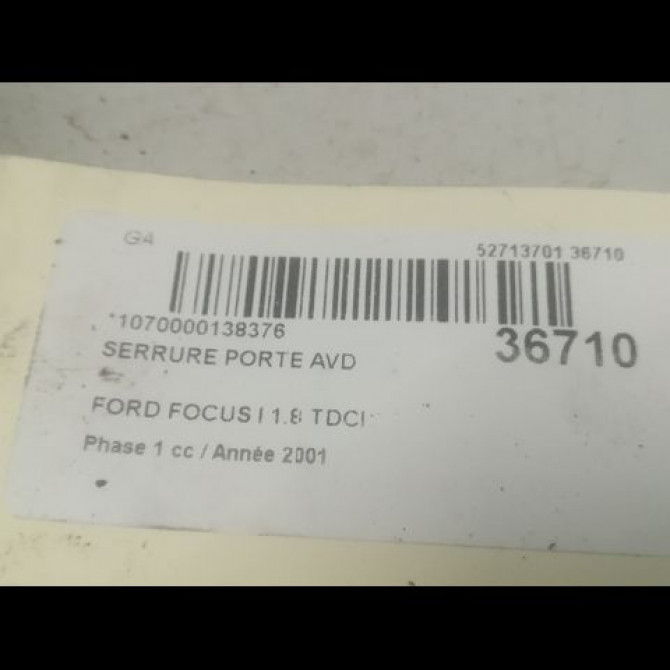 G4
52713701 36710
*1070000138376
36710
SERRURE PORTE AVD
FORD FOCUS I 1.8 TDCI
Phase 1 cc / Année 2001